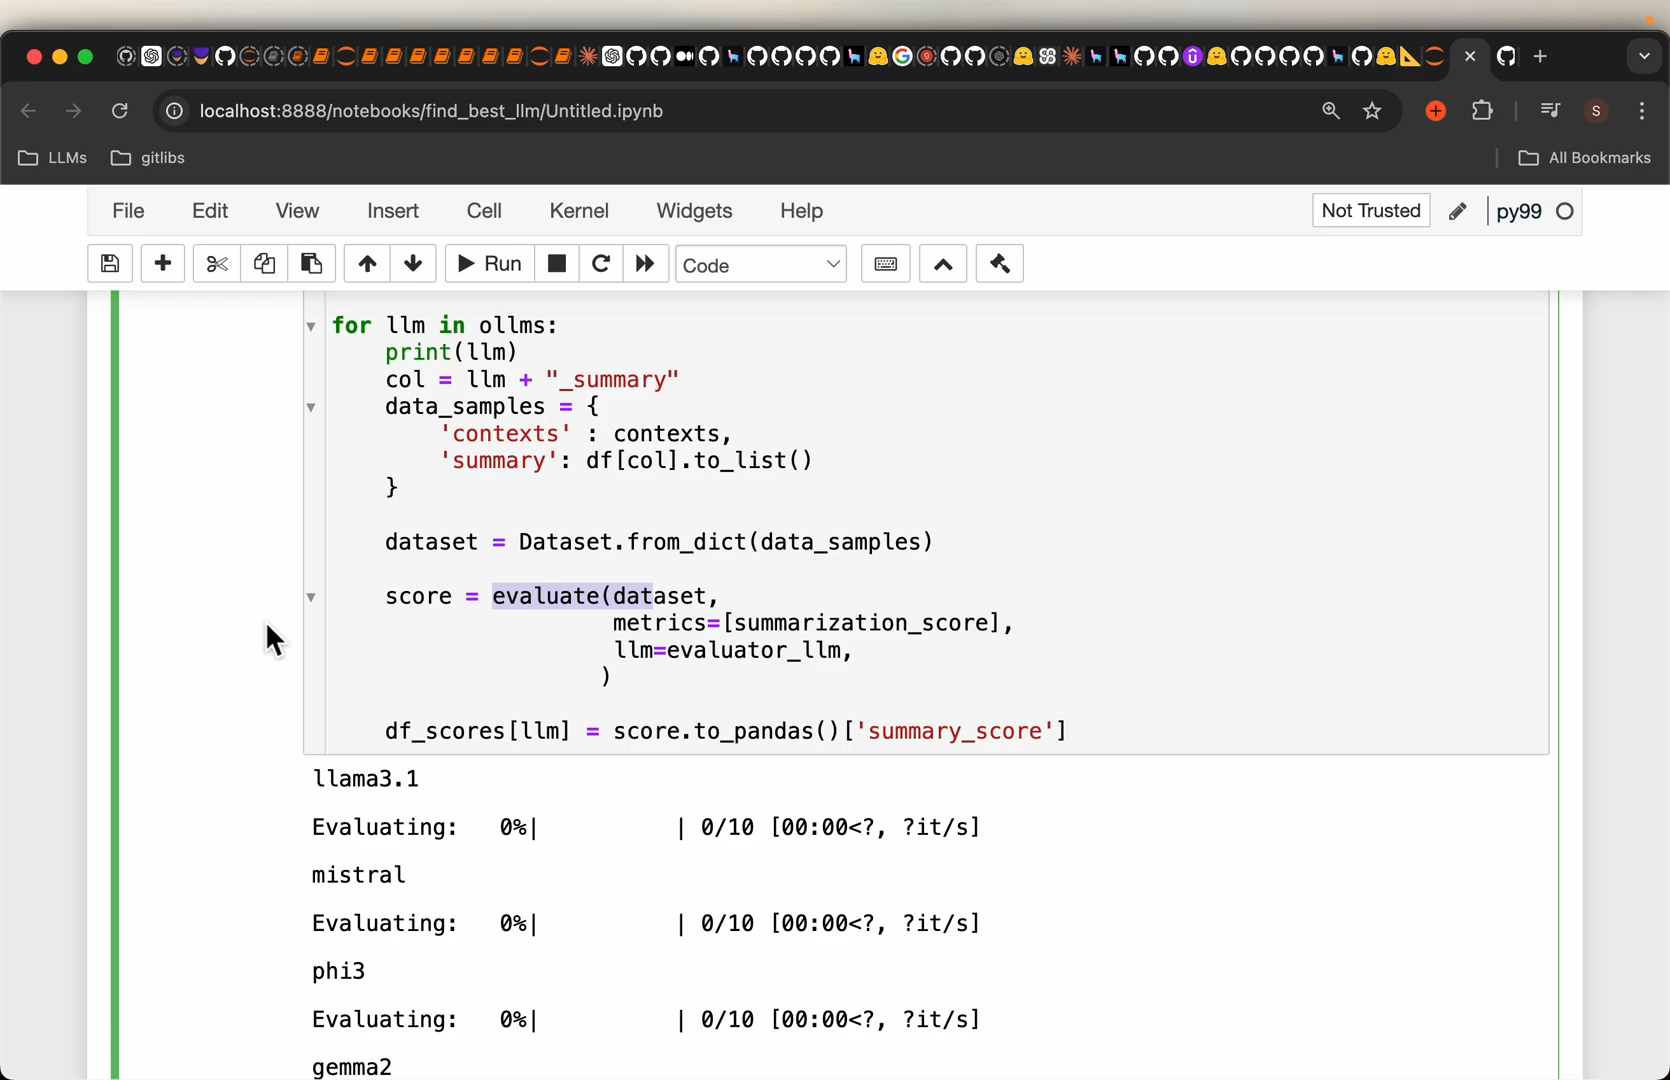 localhost:8888/notebooks/find_best_llm/Untitled.ipynb
S
LLMs
gitlibs
All Bookmarks
File Edit View Insert Cell Kernel Widgets Help
Not Trusted
py99
Run
Code
for llm in ollms:
print(llm)
col = llm + "_summary"
data_samples = {
'contexts' : contexts,
'summary': df[col].to_list()
}
dataset = Dataset.from_dict(data_samples)
score = evaluate(dataset,
metrics=[summarization_score],
llm=evaluator_llm,
)
df_scores[llm] = score.to_pandas()['summary_score']
llama3.1
Evaluating: 0%| | 0/10 [00:00<?, ?it/s]
mistral
Evaluating: 0%| | 0/10 [00:00<?, ?it/s]
phi3
Evaluating: 0%| | 0/10 [00:00<?, ?it/s]
gemma2